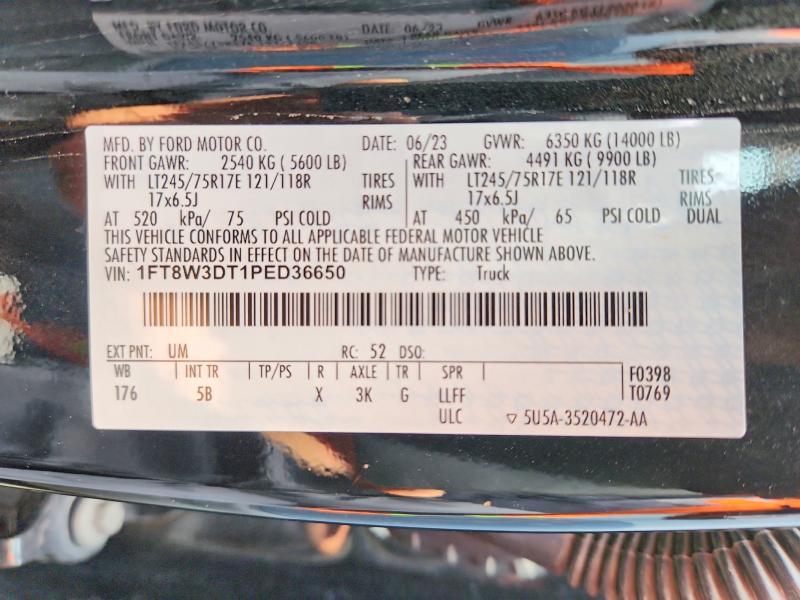 MFD. BY FORD MOTOR CO. DATE: 06/23 GVWR: 6350 KG (14000 LB)
FRONT GAWR: 2540 KG (5600 LB) REAR GAWR: 4491 KG (9900 LB)
WITH LT245/75R17E 121/118R TIRES WITH LT245/75R17E 121/118R TIRES
17x6.5J RIMS 17x6.5J RIMS
AT 520 kPa/ 75 PSI COLD AT 450 kPa/ 65 PSI COLD DUAL
THIS VEHICLE CONFORMS TO ALL APPLICABLE FEDERAL MOTOR VEHICLE
SAFETY STANDARDS IN EFFECT ON THE DATE OF MANUFACTURE SHOWN ABOVE.
VIN: 1FT8W3DT1PED36650 TYPE: Truck
EXT PNT: UM RC: 52 DSO:
WB INT TR TP/PS R AXLE TR SPR F0398
176 5B X 3K G LLFF T0769
ULC ▽ 5U5A-3520472-AA